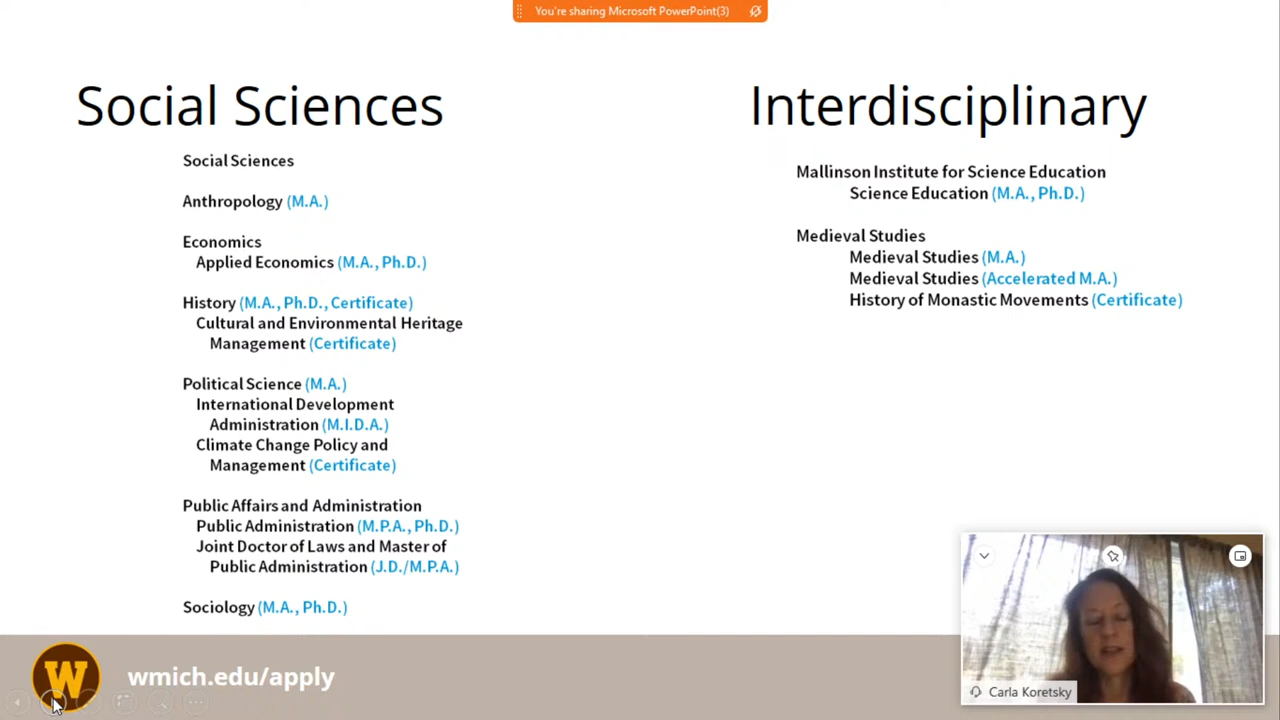 You're sharing Microsoft PowerPoint(3)
Social Sciences
Social Sciences
Anthropology (M.A.)
Economics
Applied Economics (M.A., Ph.D.)
History (M.A., Ph.D., Certificate)
Cultural and Environmental Heritage
Management (Certificate)
Political Science (M.A.)
International Development
Administration (M.I.D.A.)
Climate Change Policy and
Management (Certificate)
Public Affairs and Administration
Public Administration (M.P.A., Ph.D.)
Joint Doctor of Laws and Master of
Public Administration (J.D./M.P.A.)
Sociology (M.A., Ph.D.)
Interdisciplinary
Mallinson Institute for Science Education
Science Education (M.A., Ph.D.)
Medieval Studies
Medieval Studies (M.A.)
Medieval Studies (Accelerated M.A.)
History of Monastic Movements (Certificate)
W
wmich.edu/apply
Carla Koretsky